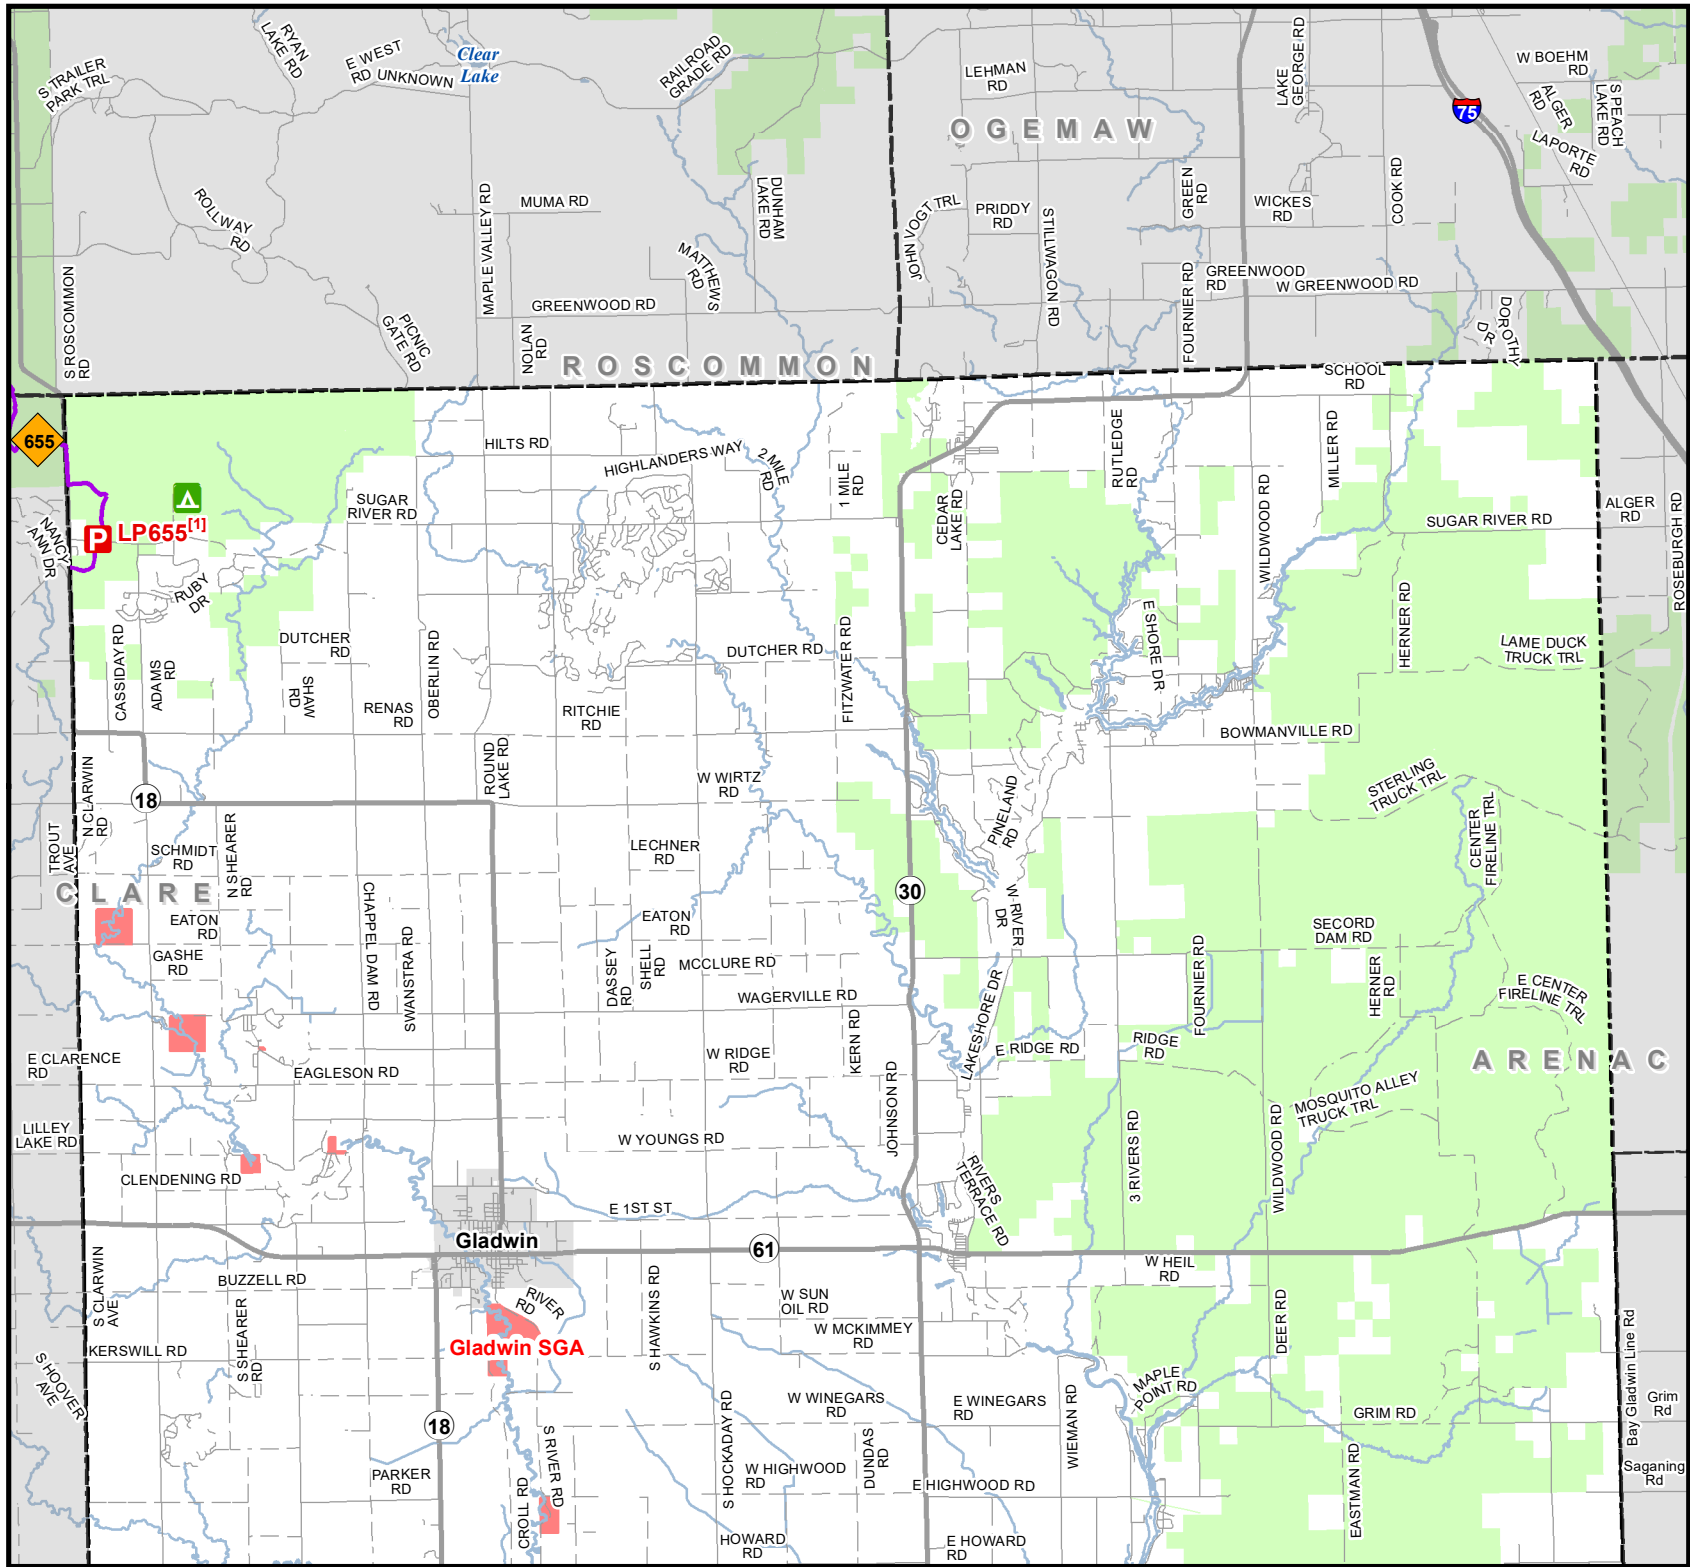 RYAN
LAKE RD
E WEST
RD UNKNOWN
Clear
Lake
S TRAILER
PARK TRL
RAILROAD
GRADE RD
LEHMAN
RD
LAKE
GEORGE RD
75
W BOEHM
RD
ALGER
RD
S PEACH
LAKE RD
LAPORTE
RD
OGEMAW
ROLLWAY
RD
MUMA RD
MAPLE VALLEY RD
DUNHAM
LAKE RD
JOHN VOGT TRL
PRIDDY
RD
STILLWAGON RD
GREEN
RD
WICKES
RD
COOK RD
S ROSCOMMON
RD
PICNIC
GATE RD
NOLAN
RD
GREENWOOD RD
MATTHEWS
RD
FOURNIER RD
GREENWOOD
RD
W GREENWOOD RD
DOROTHY
DR
ROSCOMMON
SCHOOL
RD
655
HILTS RD
HIGHLANDERS WAY
2 MILE
RD
1 MILE
RD
RUTLEDGE
RD
MILLER RD
NANCY
ANN DR
P
LP655[1]
SUGAR
RIVER RD
CEDAR
LAKE RD
WILDWOOD RD
SUGAR RIVER RD
ALGER
RD
ROSEBURGH RD
RUBY
DR
E SHORE DR
HERNER RD
CASSIDAY RD
ADAMS
RD
DUTCHER
RD
SHAW
RD
OBERLIN RD
RENAS
RD
RITCHIE
RD
DUTCHER RD
FITZWATER RD
LAME DUCK
TRUCK TRL
BOWMANVILLE RD
18
N CLARWIN
RD
ROUND
LAKE RD
W WIRTZ
RD
PINELAND
RD
STERLING
TRUCK TRL
TROUT
AVE
SCHMIDT
RD
N SHEARER
RD
LECHNER
RD
CENTER
FIRELINE TRL
CLARE
30
EATON
RD
GASHE
RD
CHAPPEL DAM RD
SWANSTRA RD
EATON
RD
DASSEY
RD
SHELL
RD
MCCLURE RD
WAGERVILLE RD
W RIVER
DR
LAKESHORE DR
FOURNIER RD
SECORD
DAM RD
HERNER
RD
E CENTER
FIRELINE TRL
E CLARENCE
RD
EAGLESON RD
W RIDGE
RD
KERN RD
E RIDGE RD
RIDGE
RD
ARENAC
LILLEY
LAKE RD
CLENDENING RD
W YOUNGS RD
JOHNSON RD
3 RIVERS RD
WILDWOOD RD
MOSQUITO ALLEY
TRUCK TRL
E 1ST ST
RIVERS
TERRACE RD
Gladwin
61
W HEIL
RD
S CLARWIN
AVE
BUZZELL RD
S SHEARER
RD
KERSWILL RD
RIVER
RD
Gladwin SGA
S HAWKINS RD
W SUN
OIL RD
W MCKIMMEY
RD
DEER RD
Bay Gladwin Line Rd
S HOOVER
AVE
18
S SHOCKADAY RD
W WINEGARS
RD
E WINEGARS
RD
WIEMAN RD
MAPLE
POINT RD
GRIM RD
Grim
Rd
PARKER
RD
CROLL RD
S RIVER RD
W HIGHWOOD
RD
DUNDAS
RD
E HIGHWOOD RD
EASTMAN RD
Saganing
Rd
HOWARD
RD
E HOWARD
RD